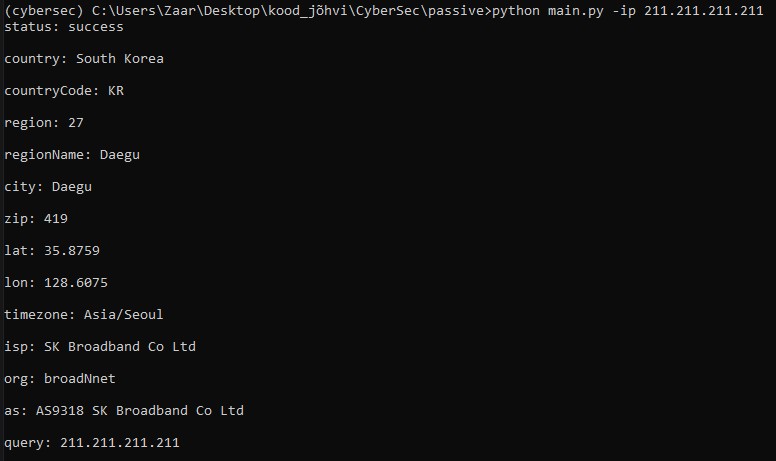 (cybersec) C:\Users\Zaar\Desktop\kood_jõhvi\CyberSec\passive>python main.py -ip 211.211.211.211
status: success
country: South Korea
countryCode: KR
region: 27
regionName: Daegu
city: Daegu
zip: 419
lat: 35.8759
lon: 128.6075
timezone: Asia/Seoul
isp: SK Broadband Co Ltd
org: broadNnet
as: AS9318 SK Broadband Co Ltd
query: 211.211.211.211